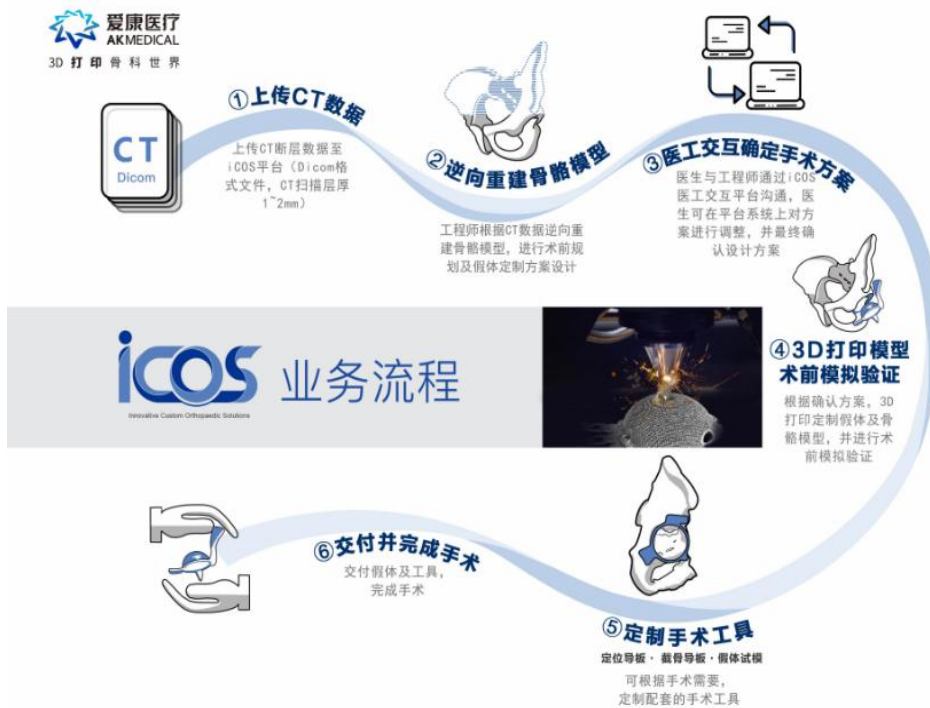 爱康医疗
AKMEDICAL
3D 打印骨科世界
CT
Dicom
①上传CT数据
上传CT断层数据至
iCOS平台（Dicom格
式文件，CT扫描层厚
1~2mm）
②逆向重建骨骼模型
工程师根据CT数据逆向重
建骨骼模型，进行术前规
划及假体定制方案设计
③医工交互确定手术方案
医生与工程师通过iCOS
医工交互平台沟通，医
生可在平台系统上对方
案进行调整，并最终确
认设计方案
④3D打印模型
术前模拟验证
根据确认方案，3D
打印定制假体及骨
骼模型，并进行术
前模拟验证
icos 业务流程
Innovative Custom Orthopaedic Solutions
⑤定制手术工具
定位导板·截骨导板·假体试模
可根据手术需要，
定制配套的手术工具
⑥交付并完成手术
交付假体及工具，
完成手术